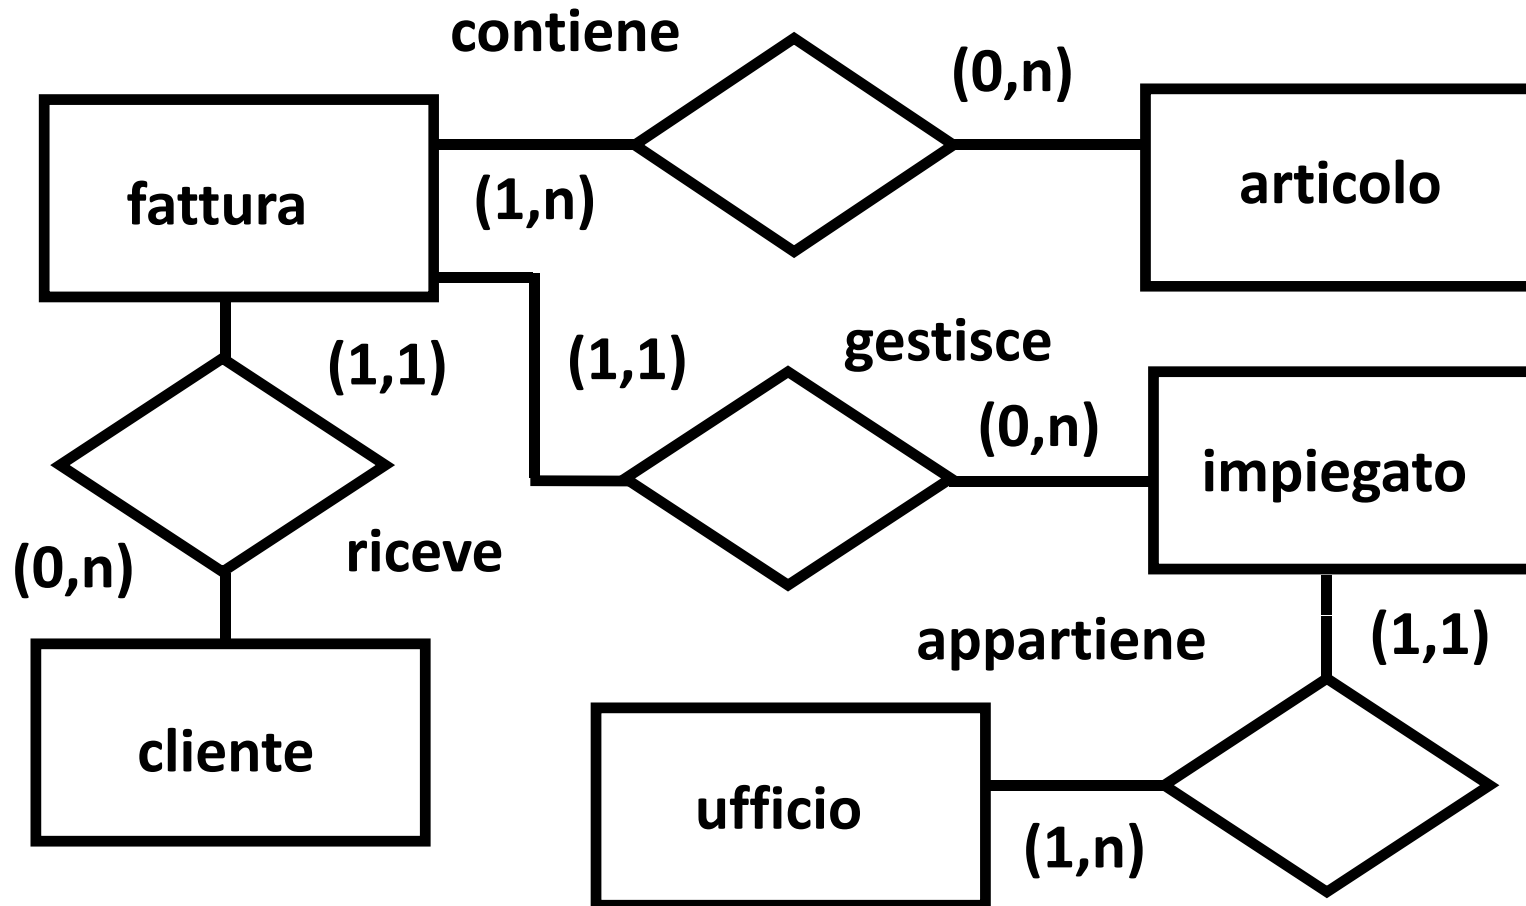 contiene
(0,n)
fattura
(1,n)
articolo
gestisce
(1,1)
(1,1)
(0,n)
impiegato
(0,n)
riceve
appartiene
(1,1)
cliente
ufficio
(1,n)